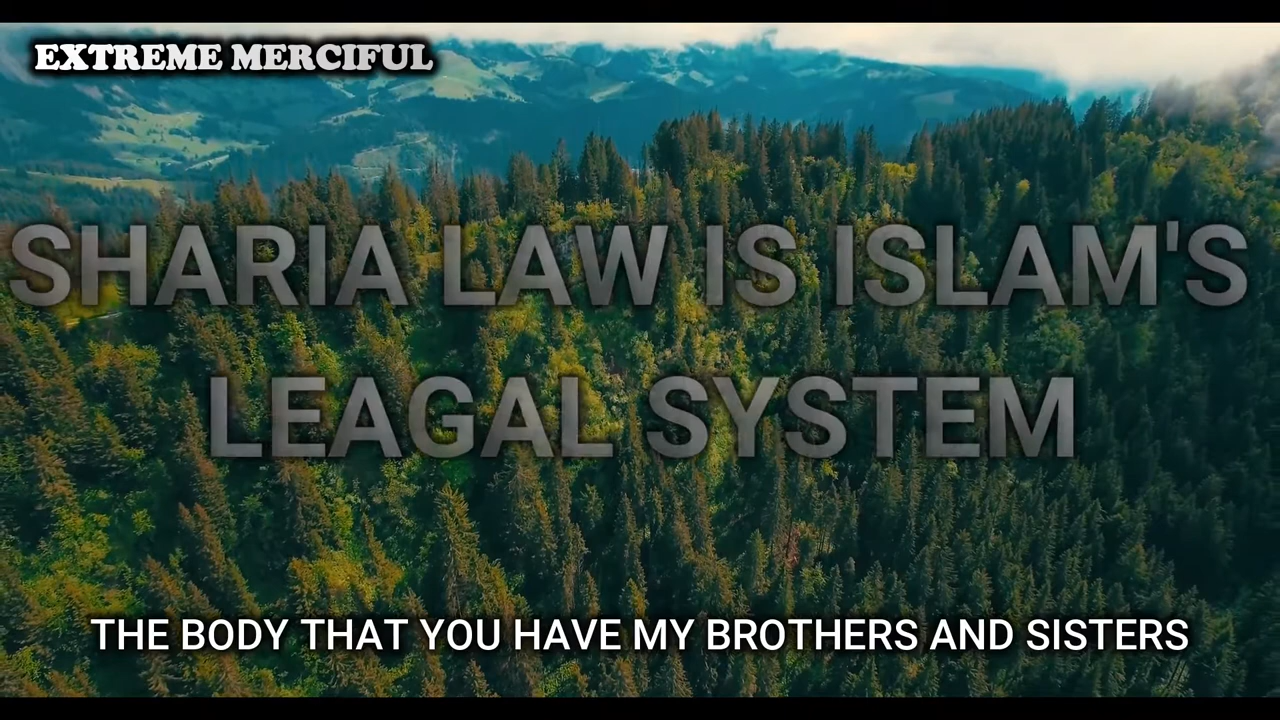 EXTREME MERCIFUL
SHARIA LAW IS ISLAM'S
LEAGAL SYSTEM
THE BODY THAT YOU HAVE MY BROTHERS AND SISTERS